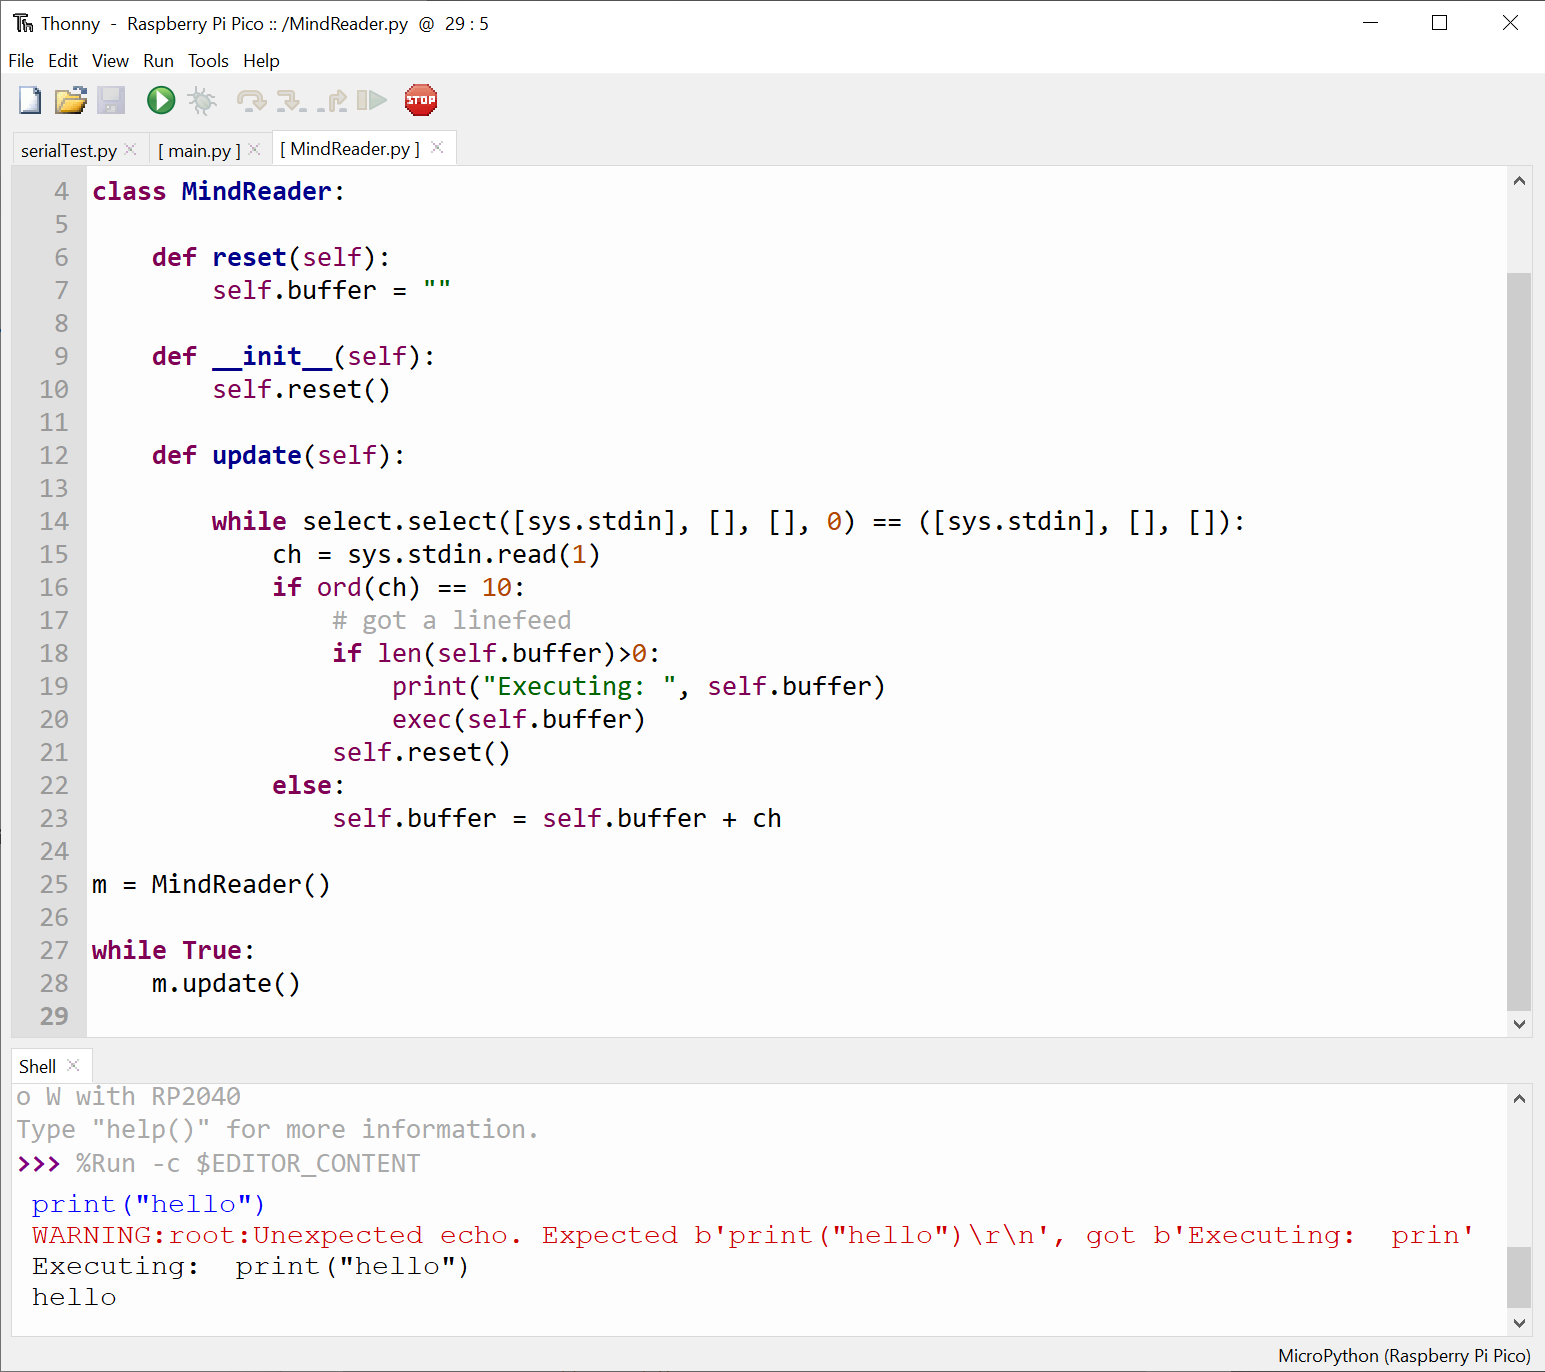 Thonny - Raspberry Pi Pico :: /MindReader.py @ 29 : 5
File Edit View Run Tools Help
STOP
serialTest.py [ main.py ] [ MindReader.py ]
4 class MindReader:
5
6     def reset(self):
7         self.buffer = ""
8
9     def __init__(self):
10         self.reset()
11
12     def update(self):
13
14         while select.select([sys.stdin], [], [], 0) == ([sys.stdin], [], []):
15             ch = sys.stdin.read(1)
16             if ord(ch) == 10:
17                 # got a linefeed
18                 if len(self.buffer)>0:
19                     print("Executing: ", self.buffer)
20                     exec(self.buffer)
21                 self.reset()
22             else:
23                 self.buffer = self.buffer + ch
24
25 m = MindReader()
26
27 while True:
28     m.update()
29
Shell
o W with RP2040
Type "help()" for more information.
>>> %Run -c $EDITOR_CONTENT
print("hello")
WARNING:root:Unexpected echo. Expected b'print("hello")\r\n', got b'Executing:  prin'
Executing:  print("hello")
hello
MicroPython (Raspberry Pi Pico)